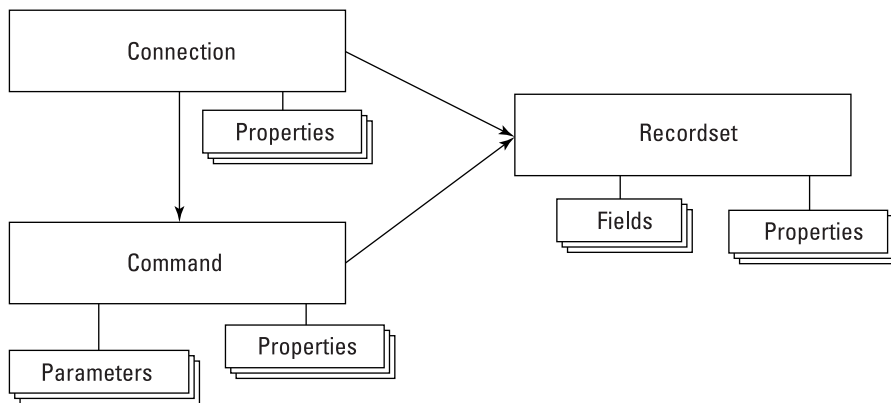 Connection
Properties
Recordset
Fields
Properties
Command
Properties
Parameters